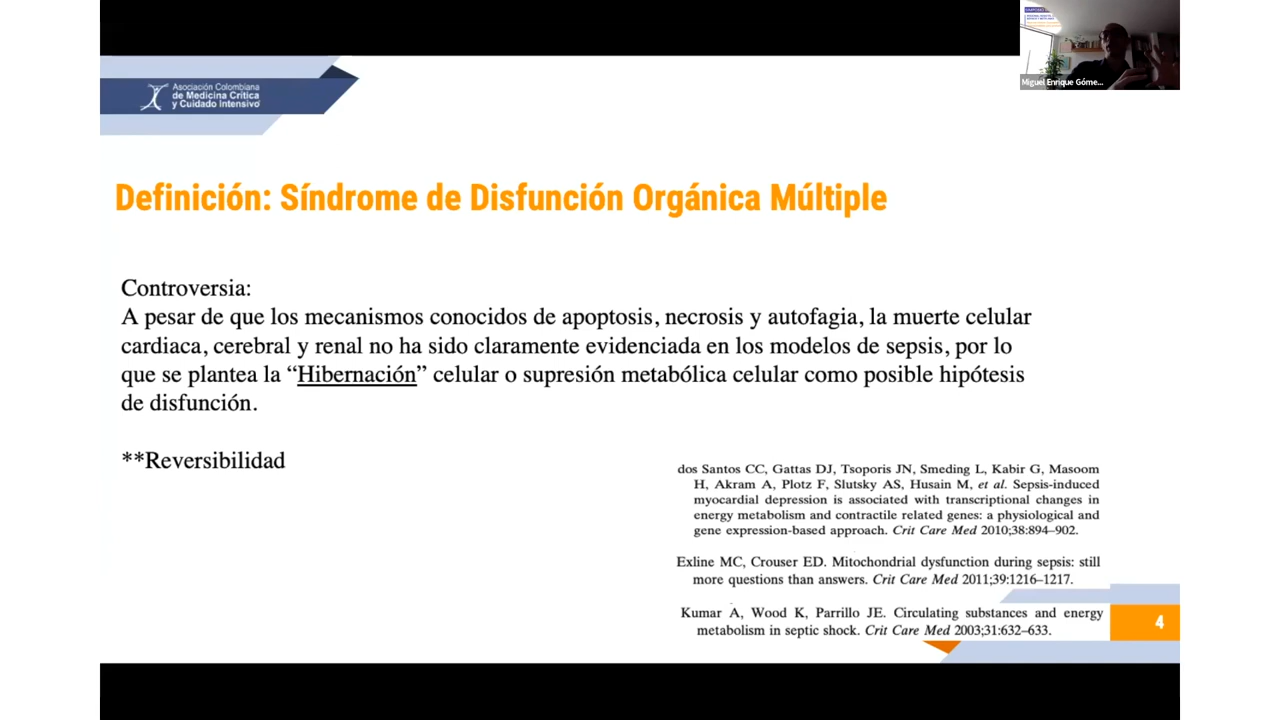 Miguel Enrique Góme...
Asociación Colombiana
de Medicina Crítica
y Cuidado Intensivo
Definición: Síndrome de Disfunción Orgánica Múltiple
Controversia:
A pesar de que los mecanismos conocidos de apoptosis, necrosis y autofagia, la muerte celular
cardiaca, cerebral y renal no ha sido claramente evidenciada en los modelos de sepsis, por lo
que se plantea la “Hibernación” celular o supresión metabólica celular como posible hipótesis
de disfunción.
**Reversibilidad
dos Santos CC, Gattas DJ, Tsoporis JN, Smeding L, Kabir G, Masoom
H, Akram A, Plotz F, Slutsky AS, Husain M, et al. Sepsis-induced
myocardial depression is associated with transcriptional changes in
energy metabolism and contractile related genes: a physiological and
gene expression-based approach. Crit Care Med 2010;38:894–902.
Exline MC, Crouser ED. Mitochondrial dysfunction during sepsis: still
more questions than answers. Crit Care Med 2011;39:1216–1217.
Kumar A, Wood K, Parrillo JE. Circulating substances and energy
metabolism in septic shock. Crit Care Med 2003;31:632–633.
4